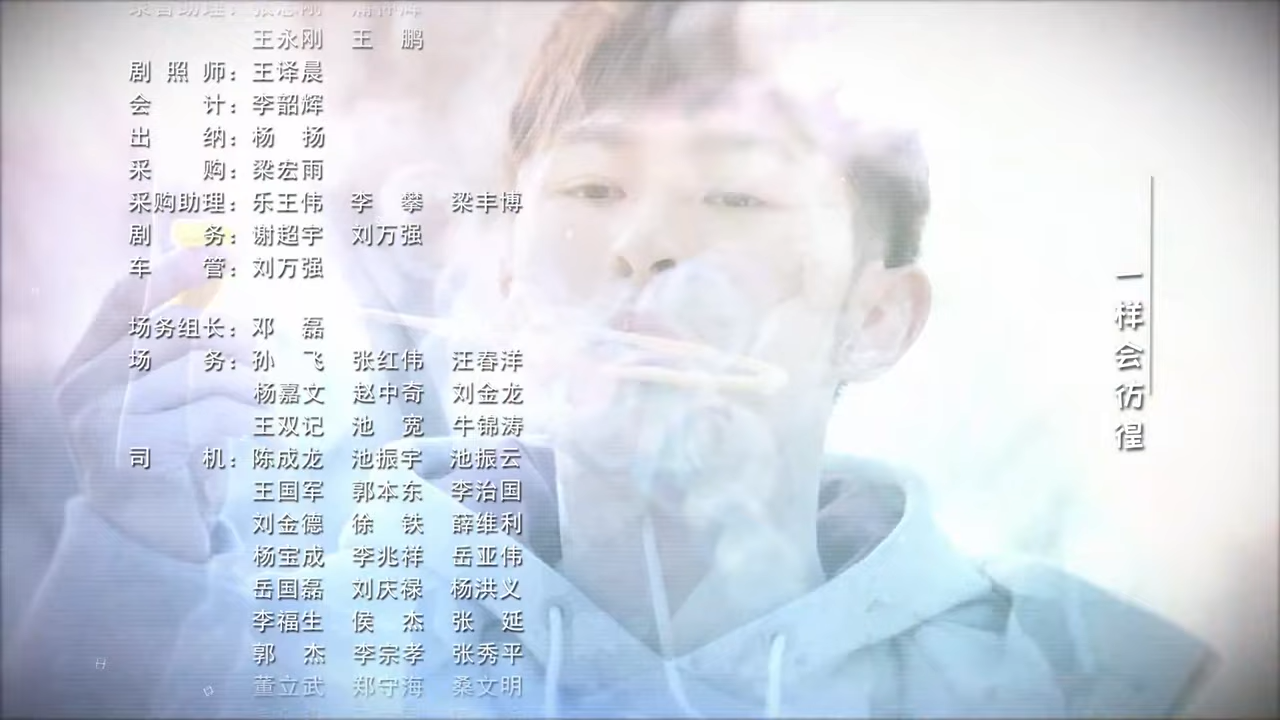 王永刚 王 鹏
剧 照 师：王译晨
会 计：李韶辉
出 纳：杨 扬
采 购：梁宏雨
采购助理：乐王伟 李 攀 梁丰博
剧 务：谢超宇 刘万强
车 管：刘万强
场务组长：邓 磊
场 务：孙 飞 张红伟 汪春洋
杨嘉文 赵中奇 刘金龙
王双记 池 宽 牛锦涛
司 机：陈成龙 池振宇 池振云
王国军 郭本东 李治国
刘金德 徐 铁 薛维利
杨宝成 李兆祥 岳亚伟
岳国磊 刘庆禄 杨洪义
李福生 侯 杰 张 延
郭 杰 李宗孝 张秀平
董立武 郑守海 桑文明
一样会彷徨